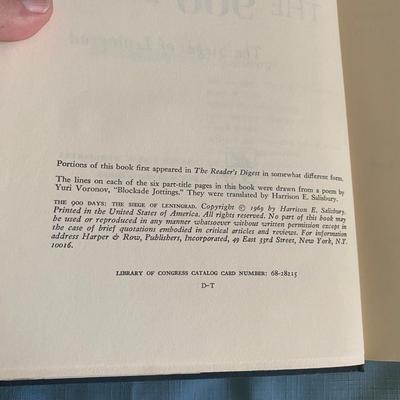 Portions of this book first appeared in The Reader's Digest in somewhat different form.
The lines on each of the six part-title pages in this book were drawn from a poem by
Yuri Voronov, "Blockade Jottings." They were translated by Harrison E. Salisbury.
THE 900 DAYS: THE SIEGE OF LENINGRAD. Copyright © 1969 by Harrison E. Salisbury.
Printed in the United States of America. All rights reserved. No part of this book may
be used or reproduced in any manner whatsoever without written permission except in
the case of brief quotations embodied in critical articles and reviews. For information
address Harper & Row, Publishers, Incorporated, 49 East 33rd Street, New York, N.Y.
10016.
LIBRARY OF CONGRESS CATALOG CARD NUMBER: 68-28215
D-T